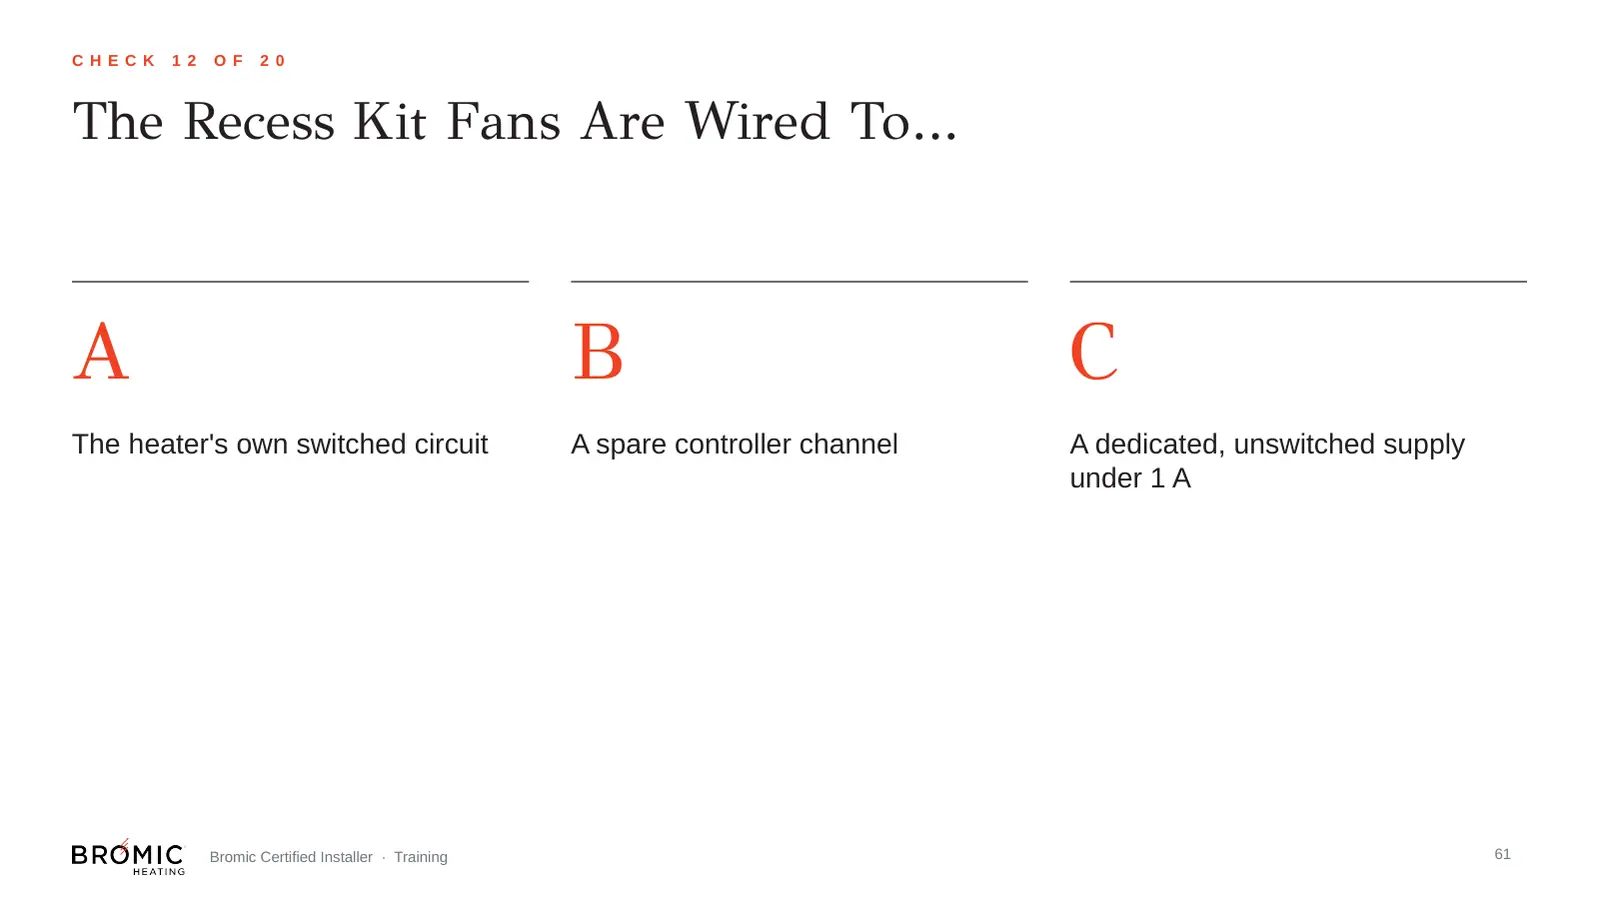 CHECK 12 OF 20
The Recess Kit Fans Are Wired To...
A
The heater's own switched circuit
B
A spare controller channel
C
A dedicated, unswitched supply
under 1 A
BROMIC
HEATING
Bromic Certified Installer · Training
61